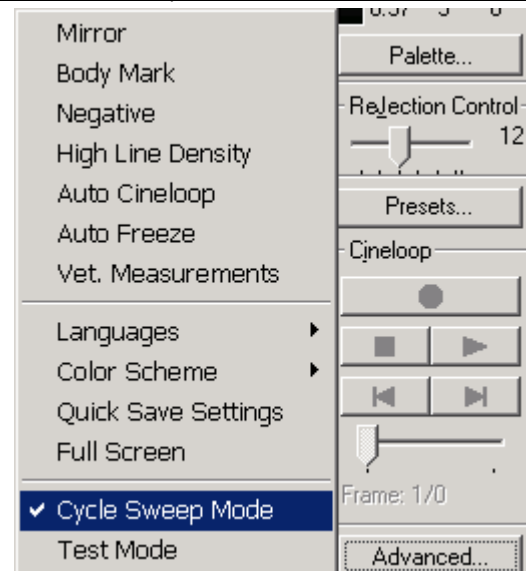 Mirror
Body Mark
Negative
High Line Density
Auto Cineloop
Auto Freeze
Vet. Measurements
Languages
Color Scheme
Quick Save Settings
Full Screen
Cycle Sweep Mode
Test Mode
Palette...
Rejection Control
12
Presets...
Cineloop
Frame: 1/0
Advanced...